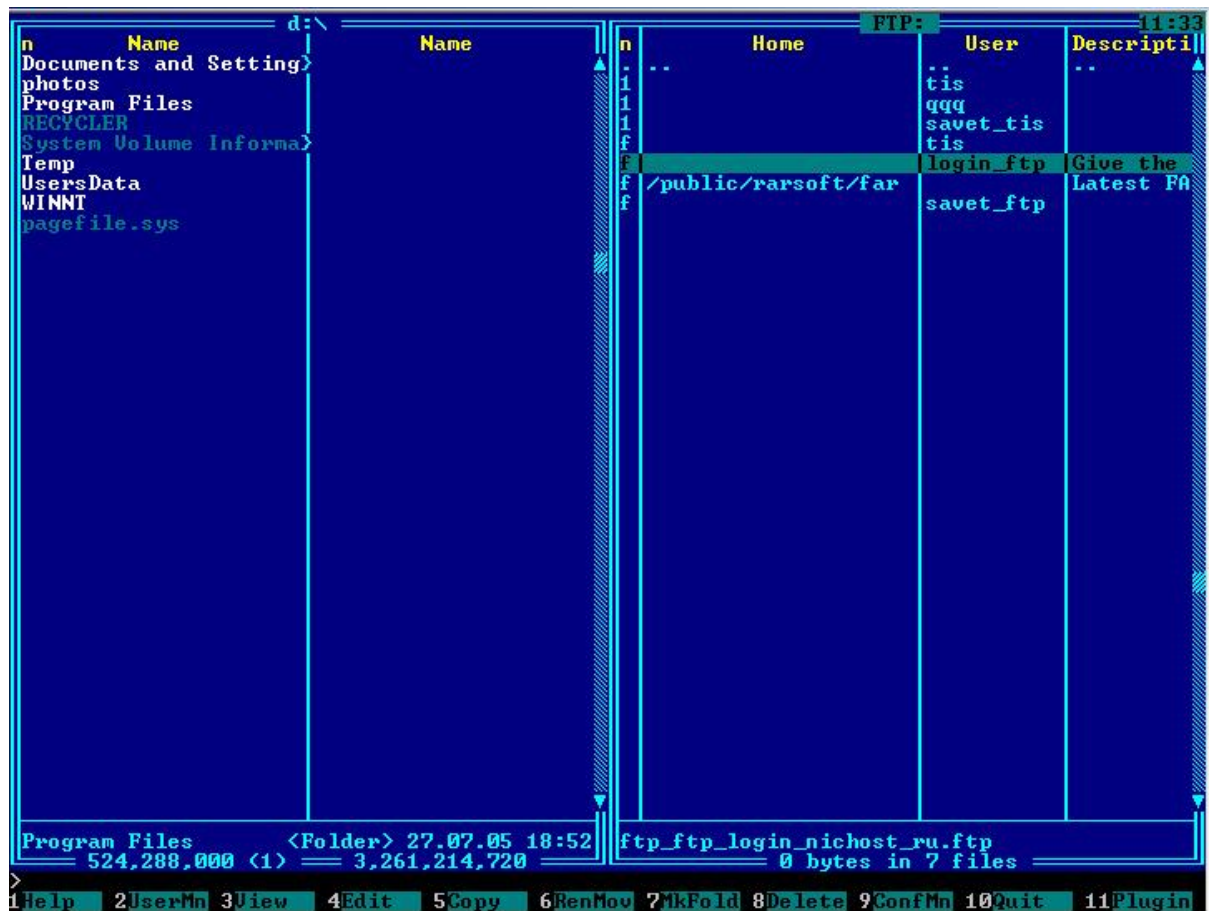 d:\
n Name Name
Documents and Setting}
photos
Program Files
RECYCLER
System Volume Informa}
Temp
UsersData
WINNT
pagefile.sys
Program Files <Folder> 27.07.05 18:52
524,288,000 (1) 3,261,214,720
FTP: 11:33
n Home User Descripti
. .. .. ..
1 tis
1 qqq
1 savet_tis
f tis
f login_ftp Give the
f /public/rarsoft/far Latest FA
f savet_ftp
ftp_ftp_login_nichost_ru.ftp
0 bytes in 7 files
>
1Help 2UserMn 3View 4Edit 5Copy 6RenMov 7MkFold 8Delete 9ConfMn 10Quit 11Plugin